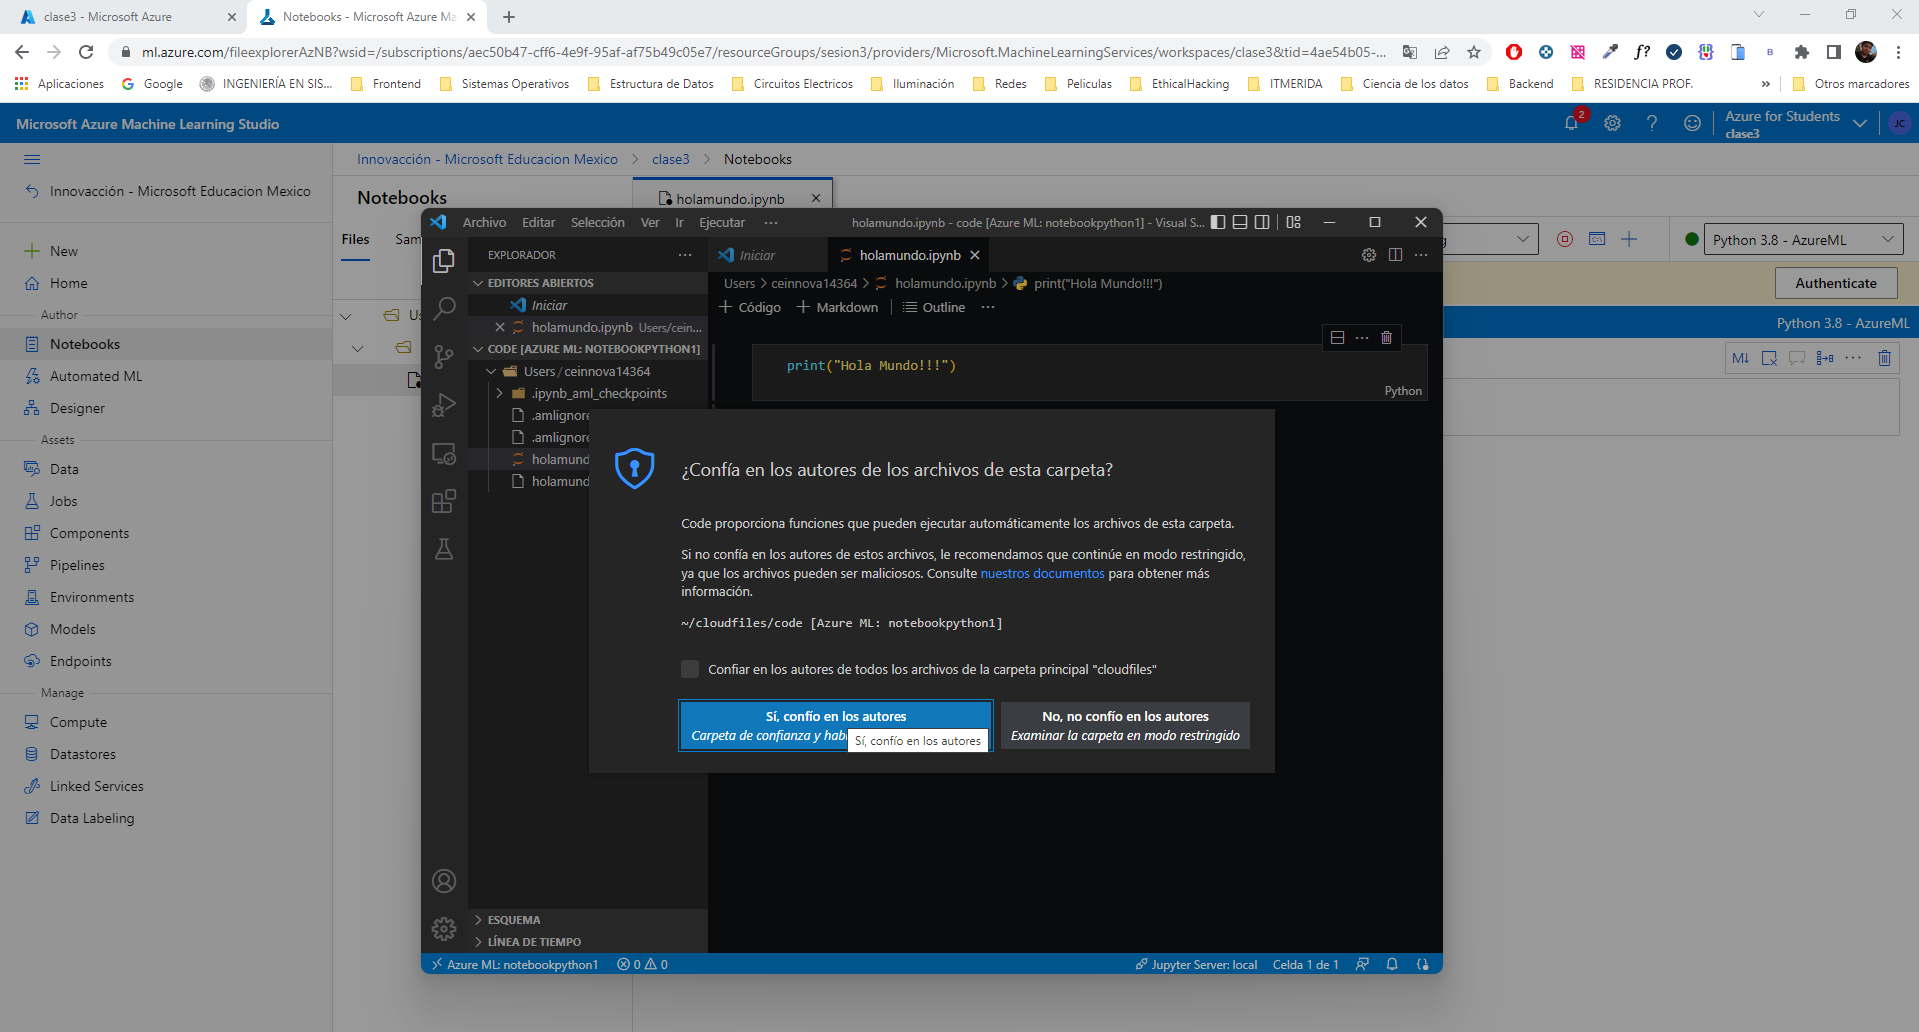 clase3 - Microsoft Azure
Notebooks - Microsoft Azure Ma
ml.azure.com/fileexplorerAzNB?wsid=/subscriptions/aec50b47-cff6-4e9f-95af-af75b49c05e7/resourceGroups/sesion3/providers/Microsoft.MachineLearningServices/workspaces/clase3&tid=4ae54b05-...
Aplicaciones
Google
INGENIERÍA EN SIS...
Frontend
Sistemas Operativos
Estructura de Datos
Circuitos Electricos
Iluminación
Redes
Peliculas
EthicalHacking
ITMERIDA
Ciencia de los datos
Backend
RESIDENCIA PROF.
»
Otros marcadores
Microsoft Azure Machine Learning Studio
2
Azure for Students
clase3
JC
Innovacción - Microsoft Educacion Mexico
New
Home
Author
Notebooks
Automated ML
Designer
Assets
Data
Jobs
Components
Pipelines
Environments
Models
Endpoints
Manage
Compute
Datastores
Linked Services
Data Labeling
Innovacción - Microsoft Educacion Mexico > clase3 > Notebooks
Notebooks
Files
Sam
holamundo.ipynb
Python 3.8 - AzureML
Authenticate
Python 3.8 - AzureML
M↓
Archivo Editar Selección Ver Ir Ejecutar ···
holamundo.ipynb - code [Azure ML: notebookpython1] - Visual S...
EXPLORADOR
EDITORES ABIERTOS
Iniciar
holamundo.ipynb Users/cein...
CODE [AZURE ML: NOTEBOOKPYTHON1]
Users / ceinnova14364
.ipynb_aml_checkpoints
.amlignore
.amlignore
holamund
holamund
ESQUEMA
LÍNEA DE TIEMPO
Iniciar
holamundo.ipynb
Users > ceinnova14364 > holamundo.ipynb > print("Hola Mundo!!!")
+ Código + Markdown Outline ···
print("Hola Mundo!!!")
Python
¿Confía en los autores de los archivos de esta carpeta?
Code proporciona funciones que pueden ejecutar automáticamente los archivos de esta carpeta.
Si no confía en los autores de estos archivos, le recomendamos que continúe en modo restringido,
ya que los archivos pueden ser maliciosos. Consulte nuestros documentos para obtener más
información.
~/cloudfiles/code [Azure ML: notebookpython1]
Confiar en los autores de todos los archivos de la carpeta principal "cloudfiles"
Sí, confío en los autores
Carpeta de confianza y hab
Sí, confío en los autores
No, no confío en los autores
Examinar la carpeta en modo restringido
Azure ML: notebookpython1
0
0
Jupyter Server: local
Celda 1 de 1